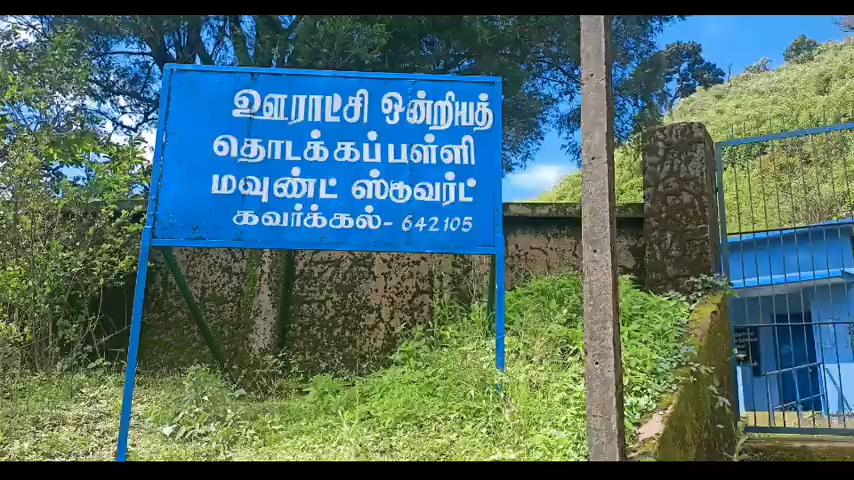 ஊராட்சி ஒன்றியத்
தொடக்கப்பள்ளி
மவுண்ட் ஸ்டூவர்ட்
கவர்க்கல்- 642105